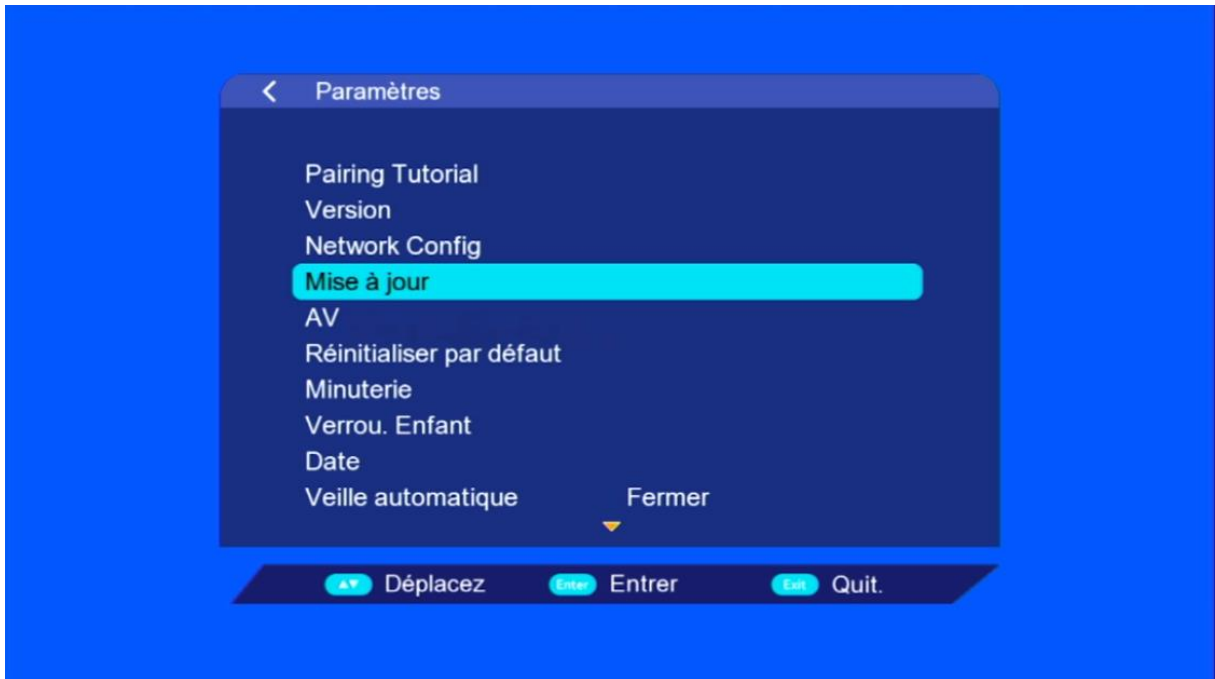 Paramètres
Pairing Tutorial
Version
Network Config
Mise à jour
AV
Réinitialiser par défaut
Minuterie
Verrou. Enfant
Date
Veille automatique Fermer
Déplacez Enter Entrer Exit Quit.